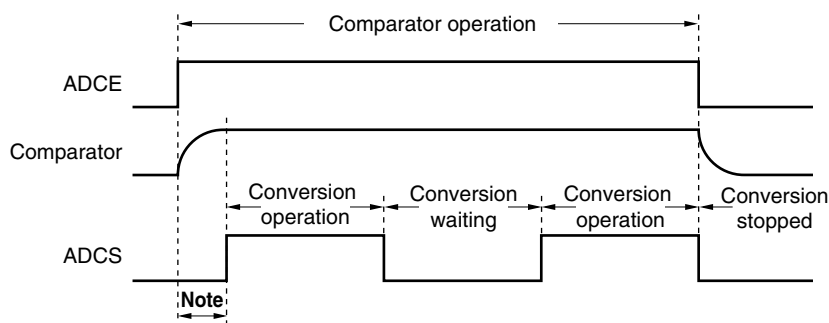 Comparator operation
ADCE
Comparator
Conversion operation
Conversion waiting
Conversion operation
Conversion stopped
ADCS
Note